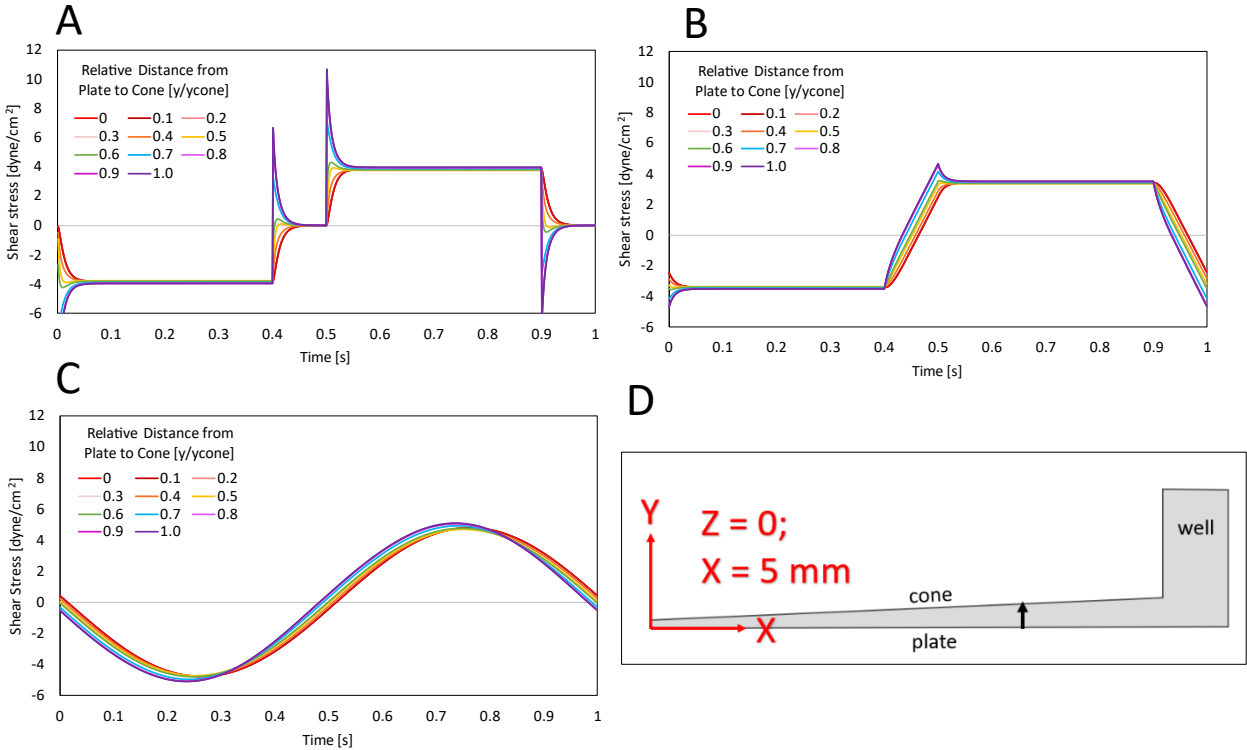 A
12
10
8
6
4
2
0
-2
-4
-6
Shear stress [dyne/cm²]
Relative Distance from
Plate to Cone [y/ycone]
0 0.1 0.2
0.3 0.4 0.5
0.6 0.7 0.8
0.9 1.0
0 0.1 0.2 0.3 0.4 0.5 0.6 0.7 0.8 0.9 1
Time [s]
B
12
10
8
6
4
2
0
-2
-4
-6
Shear stress [dyne/cm²]
Relative Distance from
Plate to Cone [y/ycone]
0 0.1 0.2
0.3 0.4 0.5
0.6 0.7 0.8
0.9 1.0
0 0.1 0.2 0.3 0.4 0.5 0.6 0.7 0.8 0.9 1
Time [s]
C
12
10
8
6
4
2
0
-2
-4
-6
Shear Stress [dyne/cm²]
Relative Distance from
Plate to Cone [y/ycone]
0 0.1 0.2
0.3 0.4 0.5
0.6 0.7 0.8
0.9 1.0
0 0.1 0.2 0.3 0.4 0.5 0.6 0.7 0.8 0.9 1
Time [s]
D
Y
Z = 0;
X = 5 mm
X
cone
plate
well